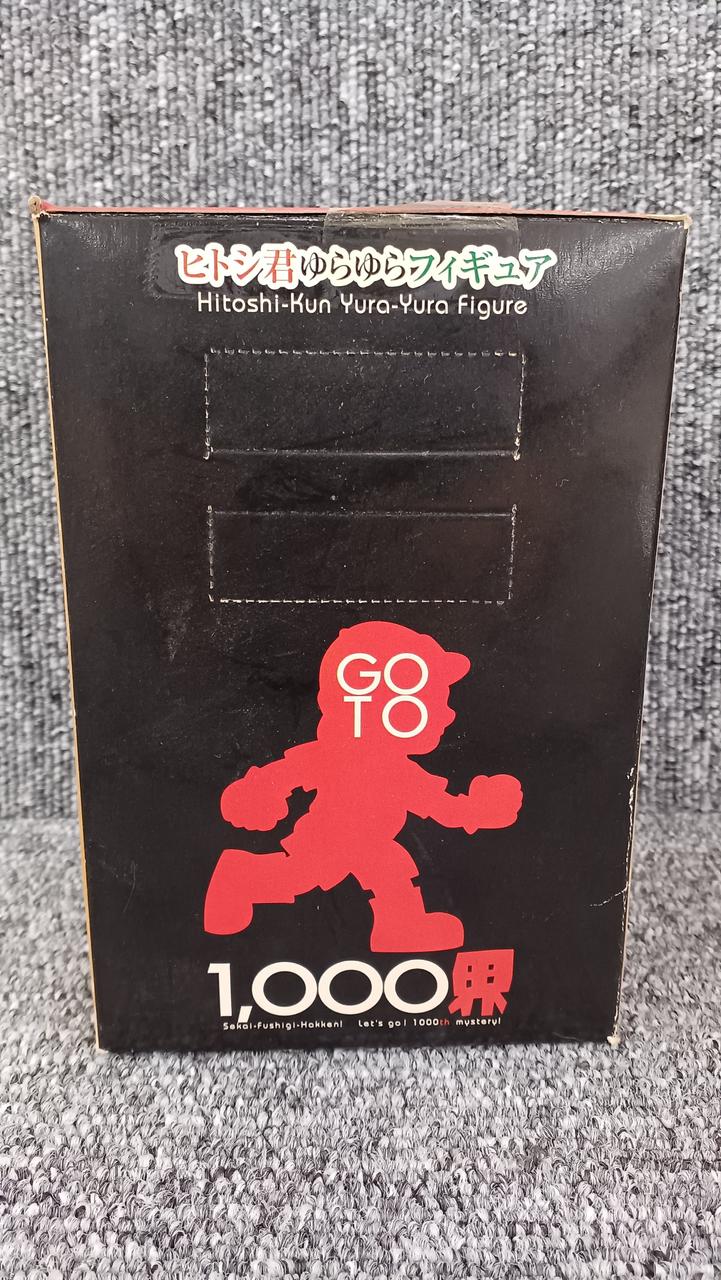 ヒトシ君ゆらゆらフィギュア
Hitoshi-Kun Yura-Yura Figure
GO
TO
1,000界
Sekai-Fushigi-Hakken! Let's go! 1000th mystery!